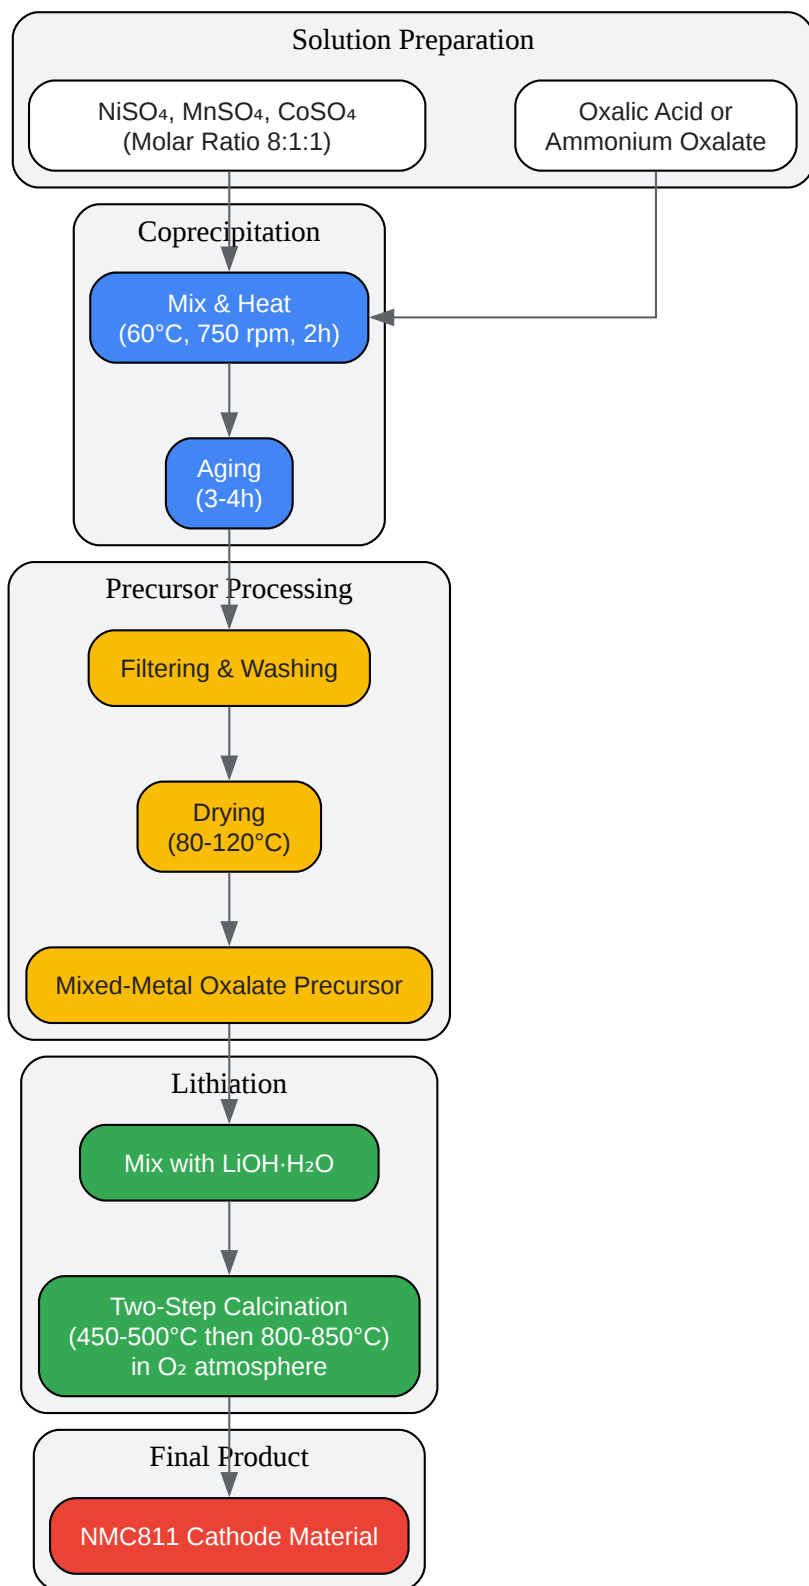 Solution Preparation
NiSO₄, MnSO₄, CoSO₄
(Molar Ratio 8:1:1)
Oxalic Acid or
Ammonium Oxalate
Coprecipitation
Mix & Heat
(60°C, 750 rpm, 2h)
Aging
(3-4h)
Precursor Processing
Filtering & Washing
Drying
(80-120°C)
Mixed-Metal Oxalate Precursor
Lithiation
Mix with LiOH·H₂O
Two-Step Calcination
(450-500°C then 800-850°C)
in O₂ atmosphere
Final Product
NMC811 Cathode Material